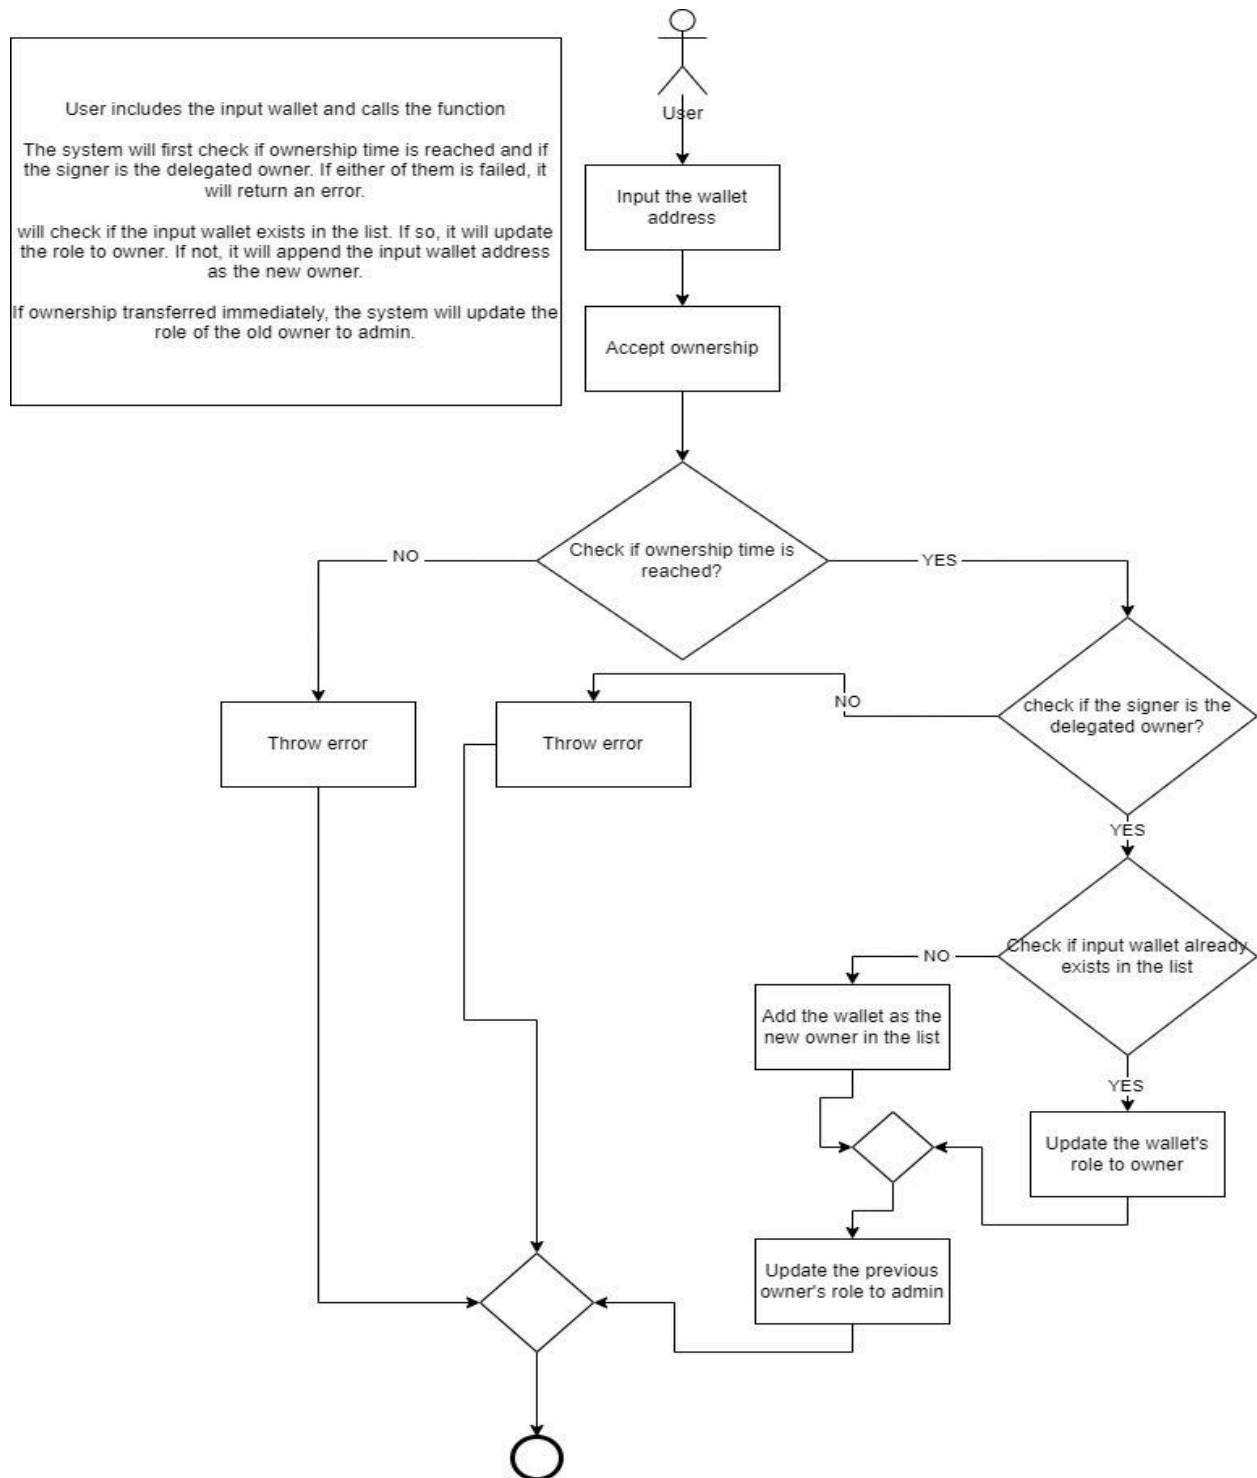 User includes the input wallet and calls the function
The system will first check if ownership time is reached and if
the signer is the delegated owner. If either of them is failed, it
will return an error.
will check if the input wallet exists in the list. If so, it will update
the role to owner. If not, it will append the input wallet address
as the new owner.
If ownership transferred immediately, the system will update the
role of the old owner to admin.
User
Input the wallet
address
Accept ownership
Check if ownership time is
reached?
NO
YES
check if the signer is the
delegated owner?
NO
Throw error
Throw error
YES
Check if input wallet already
exists in the list
NO
Add the wallet as the
new owner in the list
YES
Update the wallet's
role to owner
Update the previous
owner's role to admin